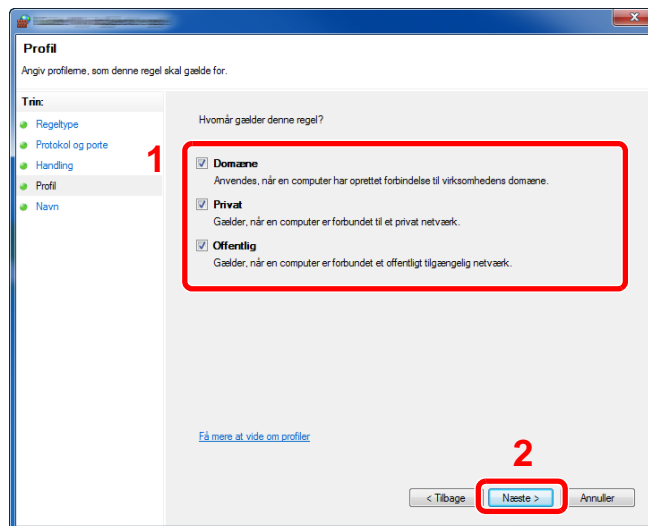 Profil
Angiv profilerne, som denne regel skal gælde for.
Trin:
Regeltype
Protokol og porte
Handling
Profil
Navn
1
Hvornår gælder denne regel?
Domæne
Anvendes, når en computer har oprettet forbindelse til virksomhedens domæne.
Privat
Gælder, når en computer er forbundet til et privat netværk.
Offentlig
Gælder, når en computer er forbundet et offentligt tilgængelig netværk.
Få mere at vide om profiler
2
< Tilbage
Næste >
Annuller